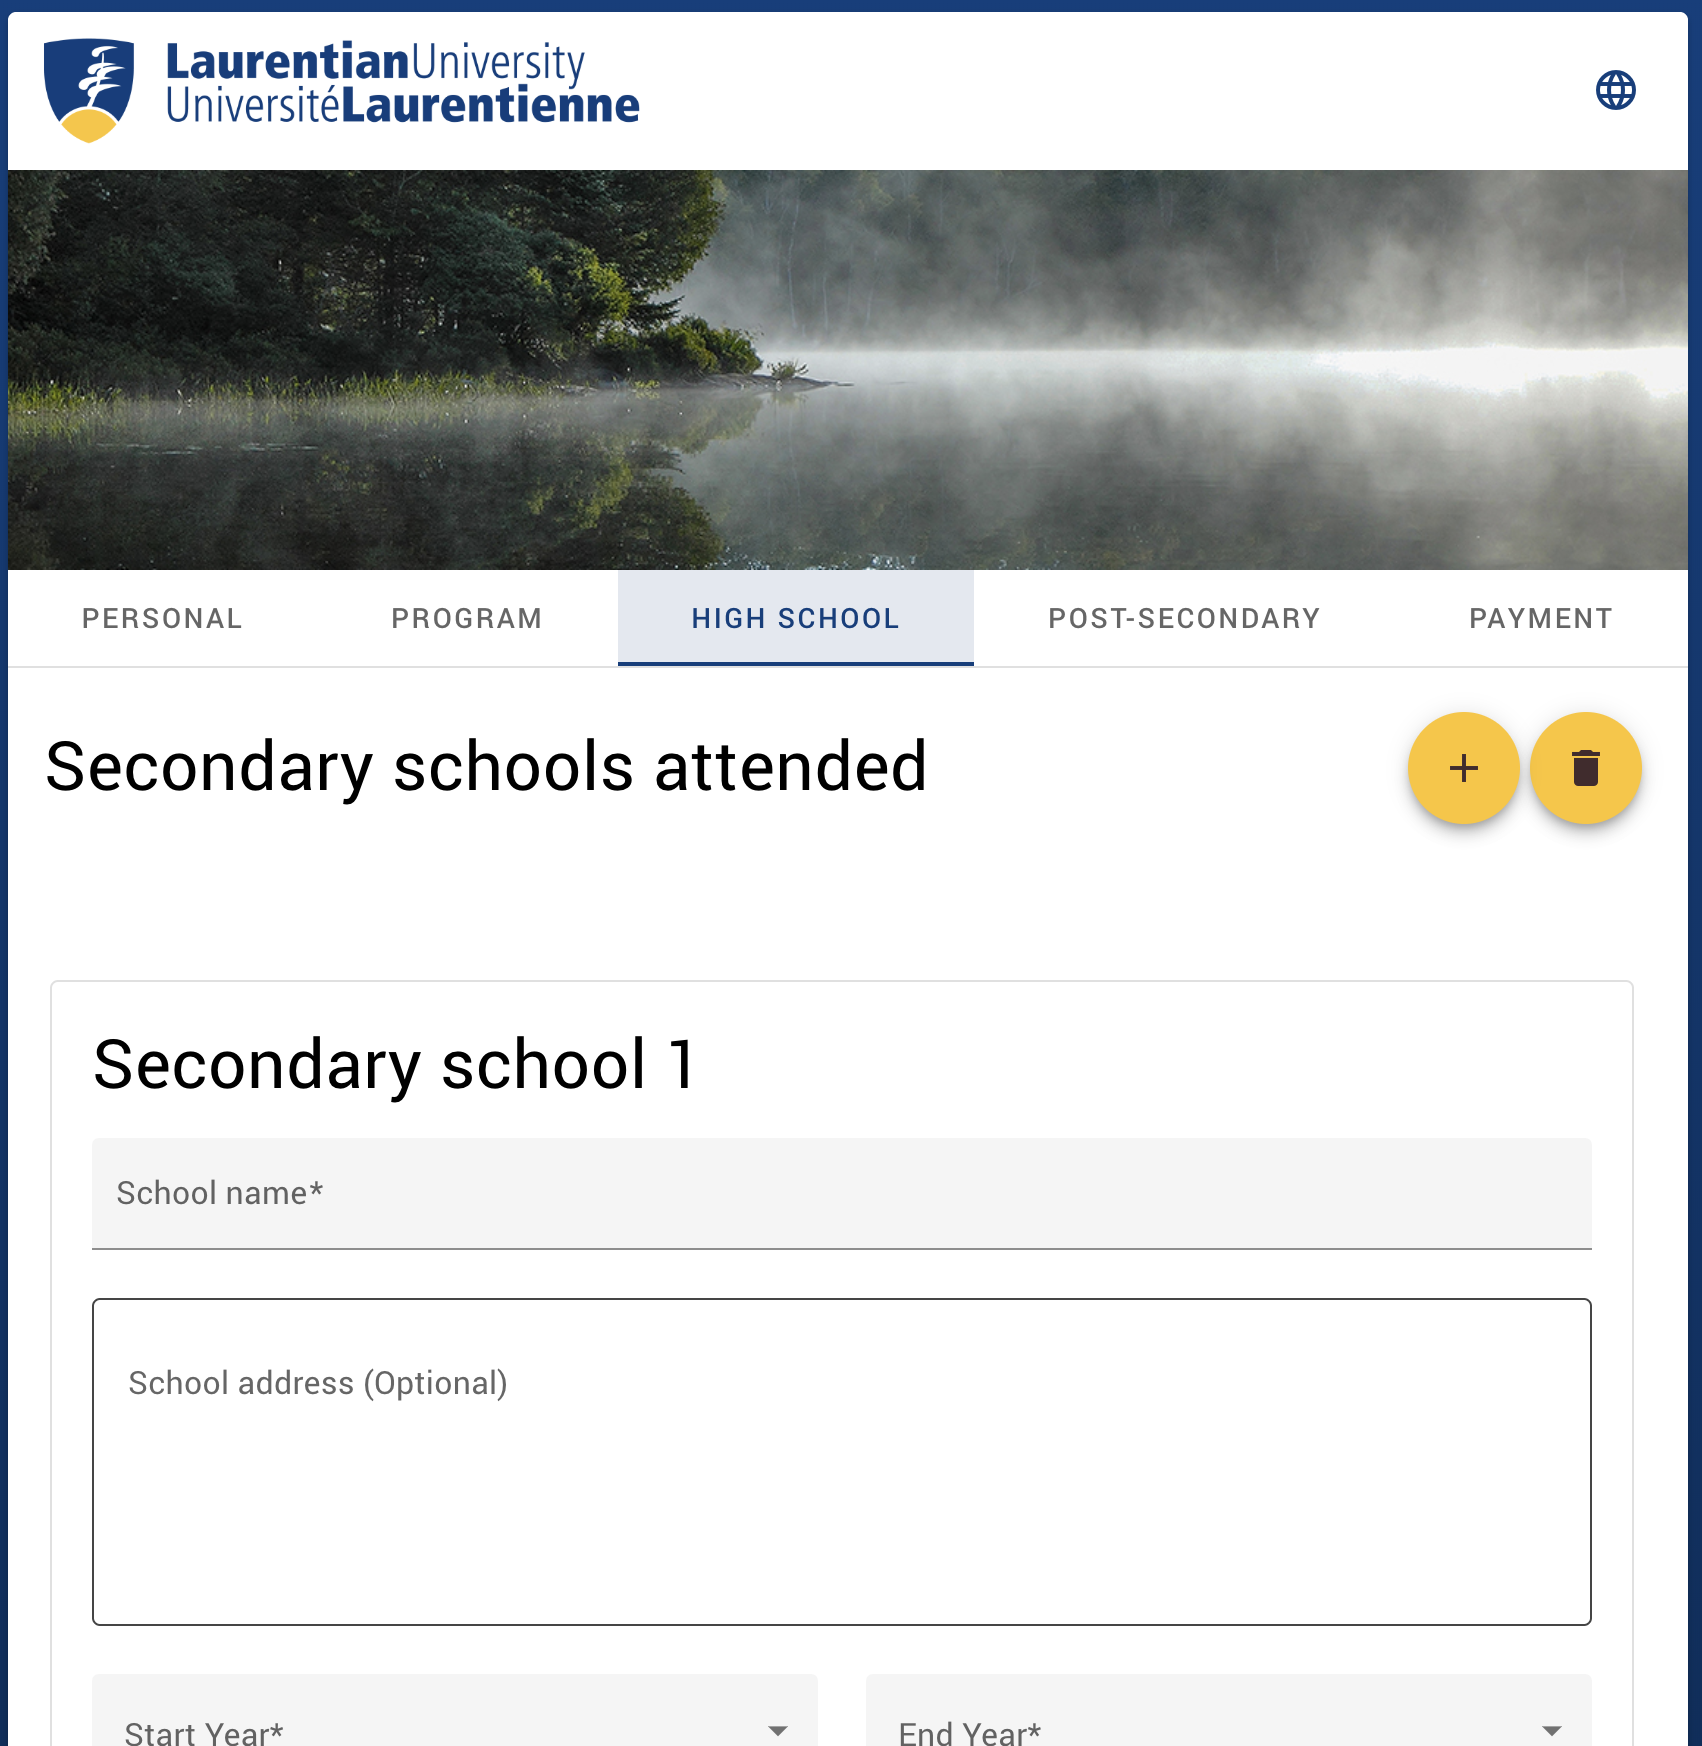 LaurentianUniversity
UniversitéLaurentienne
PERSONAL PROGRAM HIGH SCHOOL POST-SECONDARY PAYMENT
Secondary schools attended
Secondary school 1
School name*
School address (Optional)
Start Year* End Year*